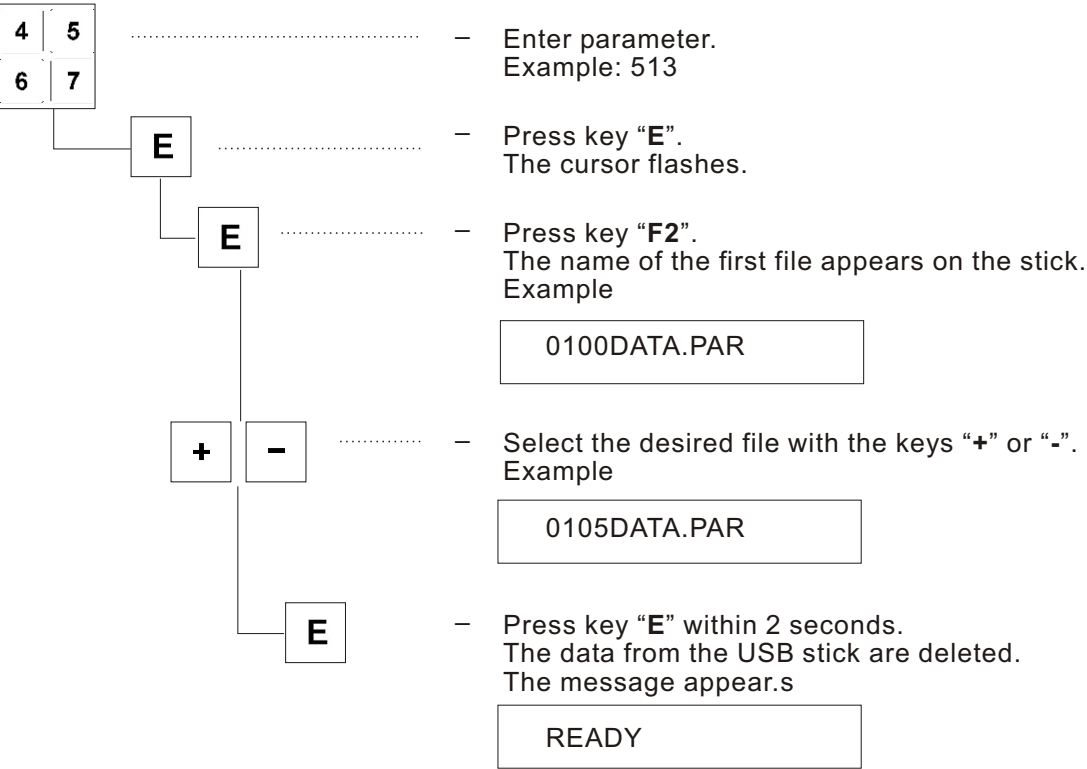 4 5
6 7
– Enter parameter.
Example: 513
E
– Press key “E”.
The cursor flashes.
E
– Press key “F2”.
The name of the first file appears on the stick.
Example
0100DATA.PAR
+ -
– Select the desired file with the keys “+” or “-”.
Example
0105DATA.PAR
E
– Press key “E” within 2 seconds.
The data from the USB stick are deleted.
The message appear.s
READY